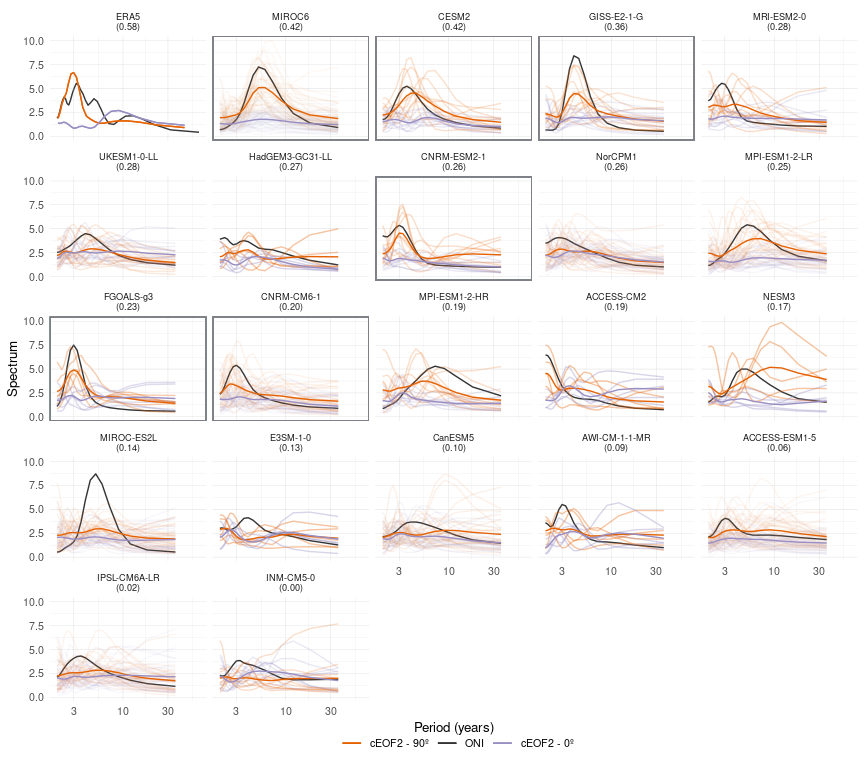 ERA5
(0.58)
MIROC6
(0.42)
CESM2
(0.42)
GISS-E2-1-G
(0.36)
MRI-ESM2-0
(0.28)
10.0
7.5
5.0
2.5
0.0
UKESM1-0-LL
(0.28)
HadGEM3-GC31-LL
(0.27)
CNRM-ESM2-1
(0.26)
NorCPM1
(0.26)
MPI-ESM1-2-LR
(0.25)
10.0
7.5
5.0
2.5
0.0
FGOALS-g3
(0.23)
CNRM-CM6-1
(0.20)
MPI-ESM1-2-HR
(0.19)
ACCESS-CM2
(0.19)
NESM3
(0.17)
10.0
7.5
5.0
2.5
0.0
Spectrum
MIROC-ES2L
(0.14)
E3SM-1-0
(0.13)
CanESM5
(0.10)
AWI-CM-1-1-MR
(0.09)
ACCESS-ESM1-5
(0.06)
10.0
7.5
5.0
2.5
0.0
3 10 30
3 10 30
3 10 30
IPSL-CM6A-LR
(0.02)
INM-CM5-0
(0.00)
10.0
7.5
5.0
2.5
0.0
3 10 30
3 10 30
Period (years)
cEOF2 - 90º ONI cEOF2 - 0º